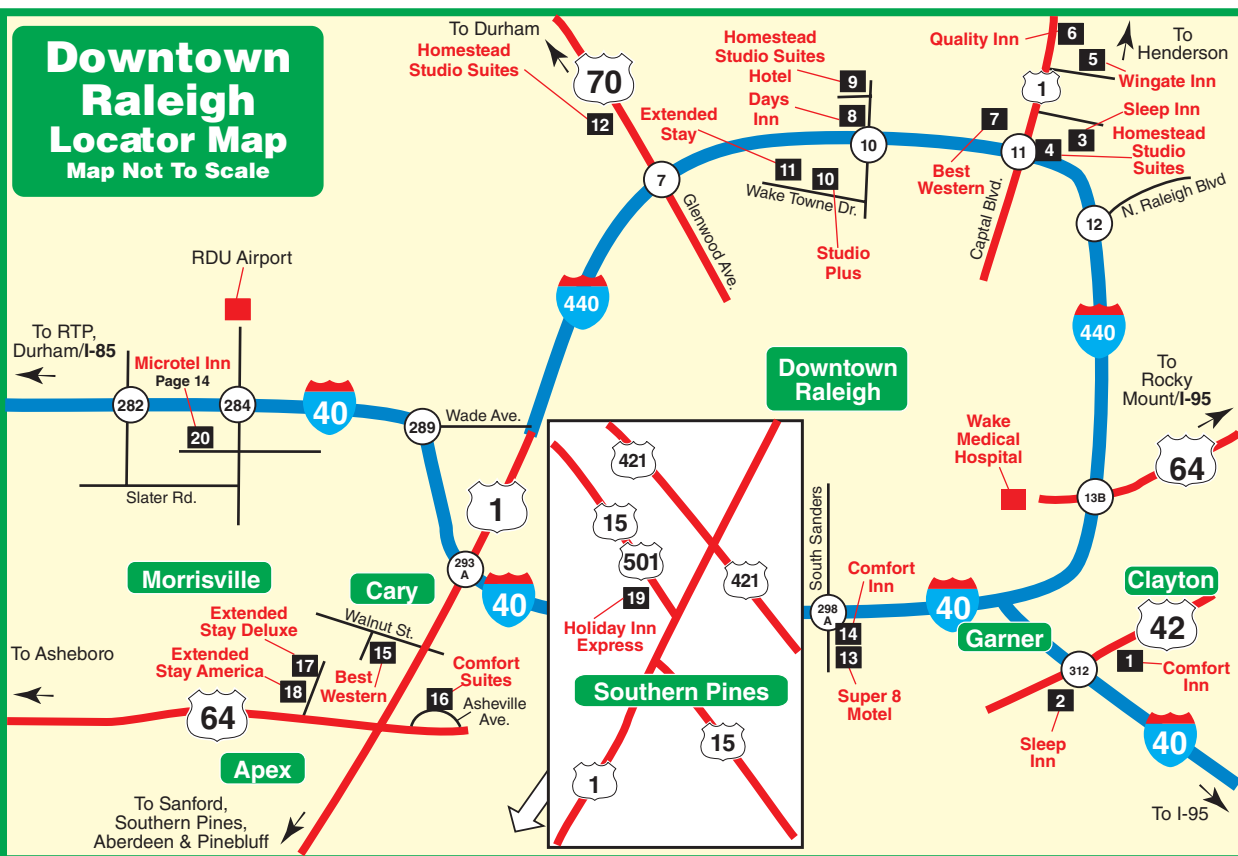 Downtown
Raleigh
Locator Map
Map Not To Scale
To Durham
Homestead
Studio Suites
70
12
Homestead
Studio Suites
Hotel
9
Days
Inn
8
10
Extended
Stay
11
10
Wake Towne Dr.
Studio
Plus
Quality Inn
6
To
Henderson
5
Wingate Inn
1
Sleep Inn
3
7
Best
Western
11
4
Homestead
Studio
Suites
Captal Blvd.
12
N. Raleigh Blvd
7
Glenwood Ave.
440
440
RDU Airport
To RTP,
Durham/I-85
Microtel Inn
Page 14
20
282
284
40
289
Wade Ave.
Slater Rd.
1
293
A
40
Downtown
Raleigh
To
Rocky
Mount/I-95
Wake
Medical
Hospital
64
13B
421
15
501
421
19
Holiday Inn
Express
Southern Pines
15
1
South Sanders
298
A
Comfort
Inn
14
13
Super 8
Motel
40
Clayton
42
Garner
312
1
Comfort
Inn
2
Sleep
Inn
40
To I-95
Morrisville
Cary
Extended
Stay Deluxe
17
Extended
Stay America
18
Walnut St.
15
Best
Western
Comfort
Suites
16
Asheville
Ave.
To Asheboro
64
Apex
To Sanford,
Southern Pines,
Aberdeen & Pinebluff